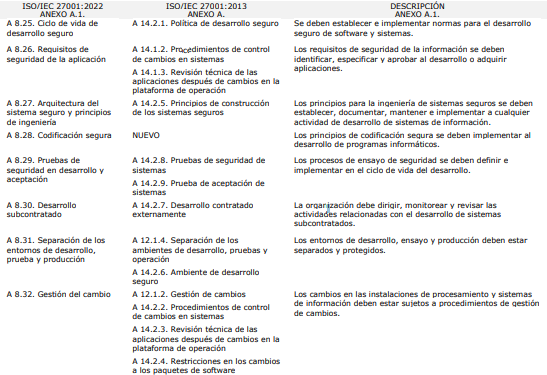 ISO/IEC 27001:2022
ANEXO A.1.
ISO/IEC 27001:2013
ANEXO A.
DESCRIPCIÓN
ANEXO A.1.
A 8.25. Ciclo de vida de
desarrollo seguro
A 14.2.1. Política de desarrollo seguro
Se deben establecer e implementar normas para el desarrollo
seguro de software y sistemas.
A 8.26. Requisitos de
seguridad de la aplicación
A 14.1.2. Procedimientos de control
de cambios en sistemas
A 14.1.3. Revisión técnica de las
aplicaciones después de cambios en la
plataforma de operación
Los requisitos de seguridad de la información se deben
identificar, especificar y aprobar al desarrollo o adquirir
aplicaciones.
A 8.27. Arquitectura del
sistema seguro y principios
de ingeniería
A 14.2.5. Principios de construcción
de los sistemas seguros
Los principios para la ingeniería de sistemas seguros se deben
establecer, documentar, mantener e implementar a cualquier
actividad de desarrollo de sistemas de información.
A 8.28. Codificación segura
NUEVO
Los principios de codificación segura se deben implementar al
desarrollo de programas informáticos.
A 8.29. Pruebas de
seguridad en desarrollo y
aceptación
A 14.2.8. Pruebas de seguridad de
sistemas
A 14.2.9. Prueba de aceptación de
sistemas
Los procesos de ensayo de seguridad se deben definir e
implementar en el ciclo de vida del desarrollo.
A 8.30. Desarrollo
subcontratado
A 14.2.7. Desarrollo contratado
externamente
La organización debe dirigir, monitorear y revisar las
actividades relacionadas con el desarrollo de sistemas
subcontratados.
A 8.31. Separación de los
entornos de desarrollo,
prueba y producción
A 12.1.4. Separación de los
ambientes de desarrollo, pruebas y
operación
A 14.2.6. Ambiente de desarrollo
seguro
Los entornos de desarrollo, ensayo y producción deben estar
separados y protegidos.
A 8.32. Gestión del cambio
A 12.1.2. Gestión de cambios
A 14.2.2. Procedimientos de control
de cambios en sistemas
A 14.2.3. Revisión técnica de las
aplicaciones después de cambios en la
plataforma de operación
A 14.2.4. Restricciones en los cambios
a los paquetes de software
Los cambios en las instalaciones de procesamiento y sistemas
de información deben estar sujetos a procedimientos de gestión
de cambios.